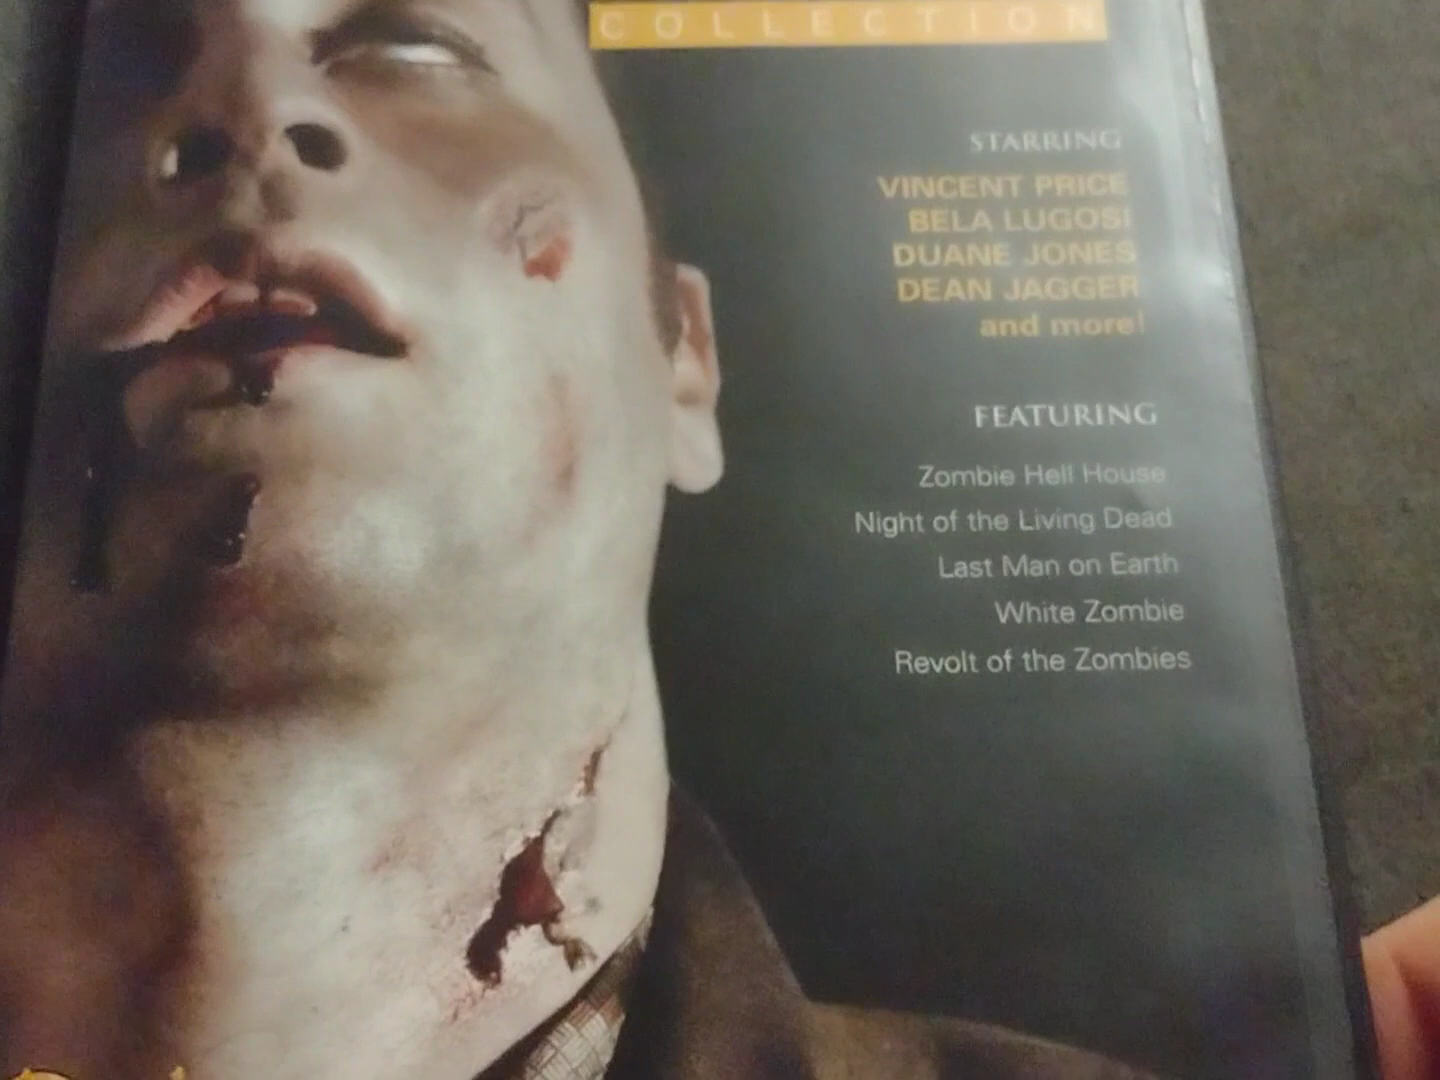 COLLECTION
STARRING
VINCENT PRICE
BELA LUGOSI
DUANE JONES
DEAN JAGGER
and more!
FEATURING
Zombie Hell House
Night of the Living Dead
Last Man on Earth
White Zombie
Revolt of the Zombies